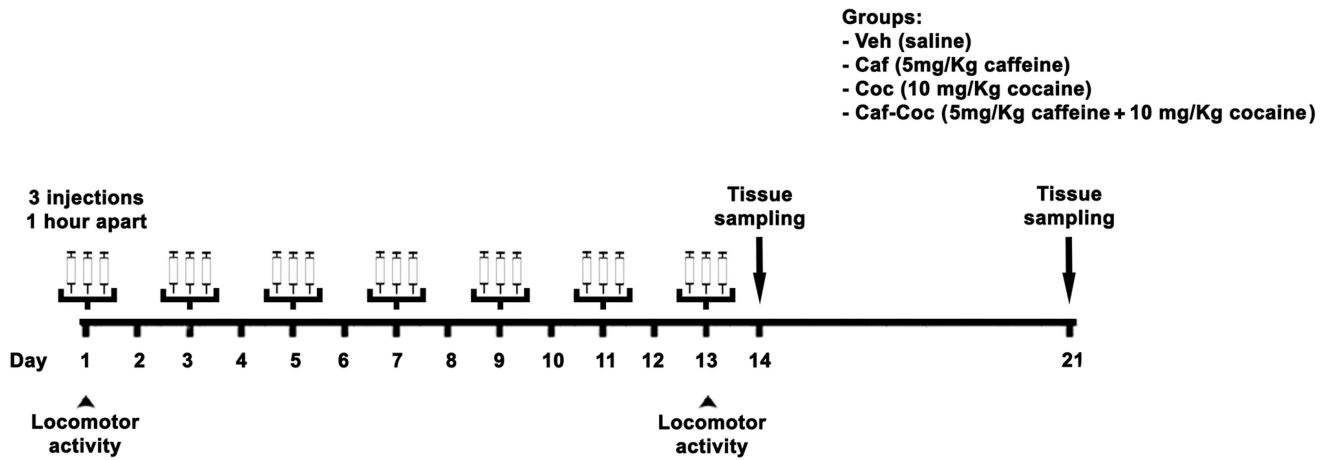 Groups:
- Veh (saline)
- Caf (5mg/Kg caffeine)
- Coc (10 mg/Kg cocaine)
- Caf-Coc (5mg/Kg caffeine + 10 mg/Kg cocaine)
3 injections
1 hour apart
Tissue
sampling
Tissue
sampling
Day 1 2 3 4 5 6 7 8 9 10 11 12 13 14 21
Locomotor
activity
Locomotor
activity